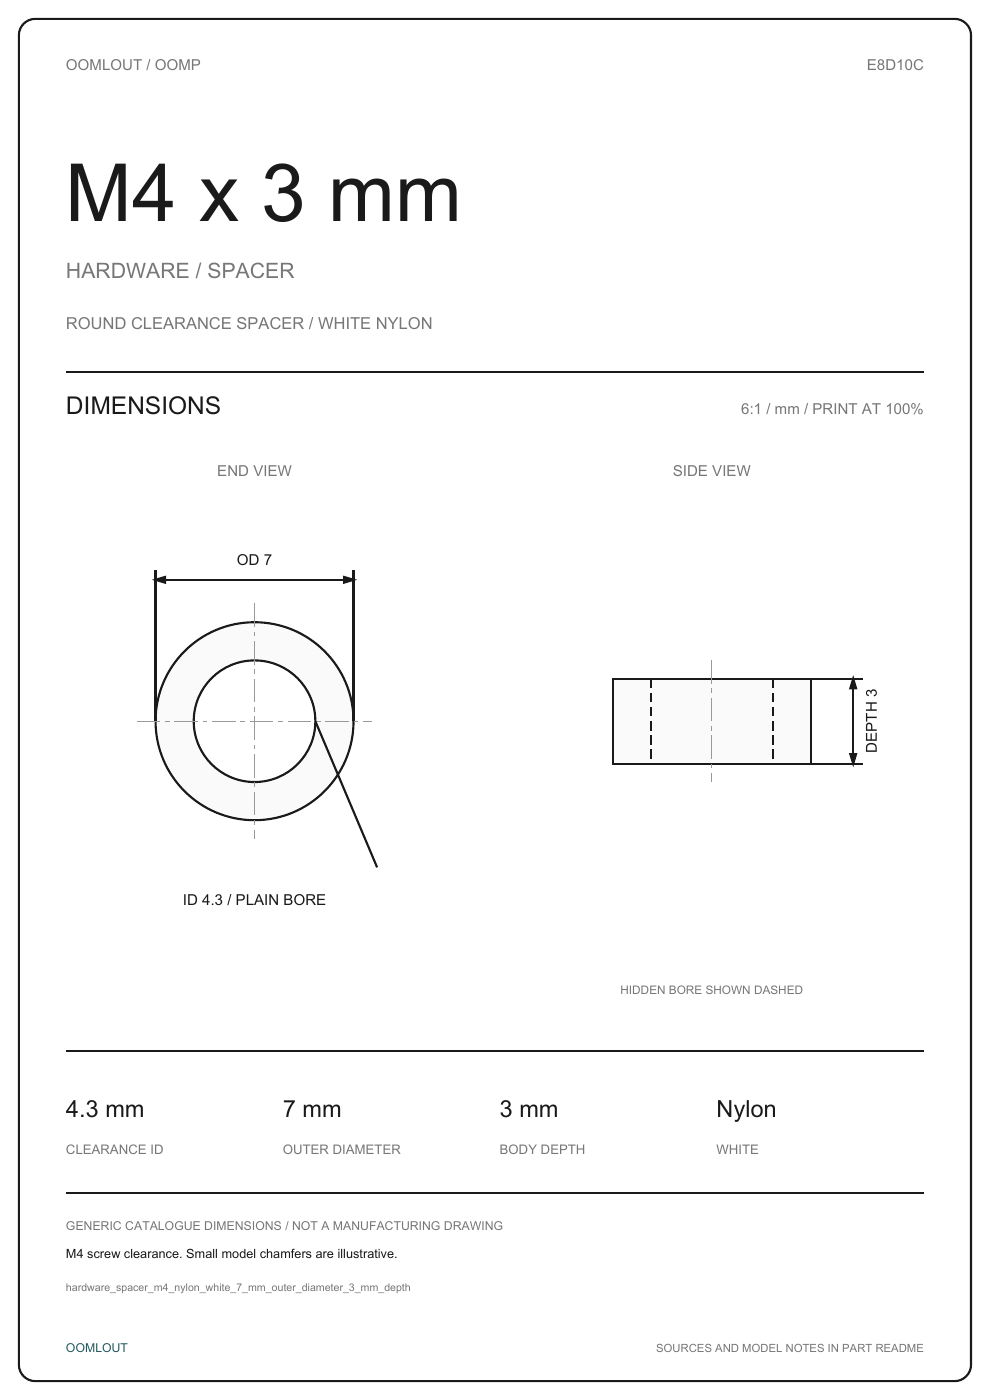 OOMLOUT / OOMP
E8D10C
M4 x 3 mm
HARDWARE / SPACER
ROUND CLEARANCE SPACER / WHITE NYLON
DIMENSIONS
6:1 / mm / PRINT AT 100%
END VIEW
SIDE VIEW
OD 7
DEPTH 3
ID 4.3 / PLAIN BORE
HIDDEN BORE SHOWN DASHED
4.3 mm
CLEARANCE ID
7 mm
OUTER DIAMETER
3 mm
BODY DEPTH
Nylon
WHITE
GENERIC CATALOGUE DIMENSIONS / NOT A MANUFACTURING DRAWING
M4 screw clearance. Small model chamfers are illustrative.
hardware_spacer_m4_nylon_white_7_mm_outer_diameter_3_mm_depth
OOMLOUT
SOURCES AND MODEL NOTES IN PART README